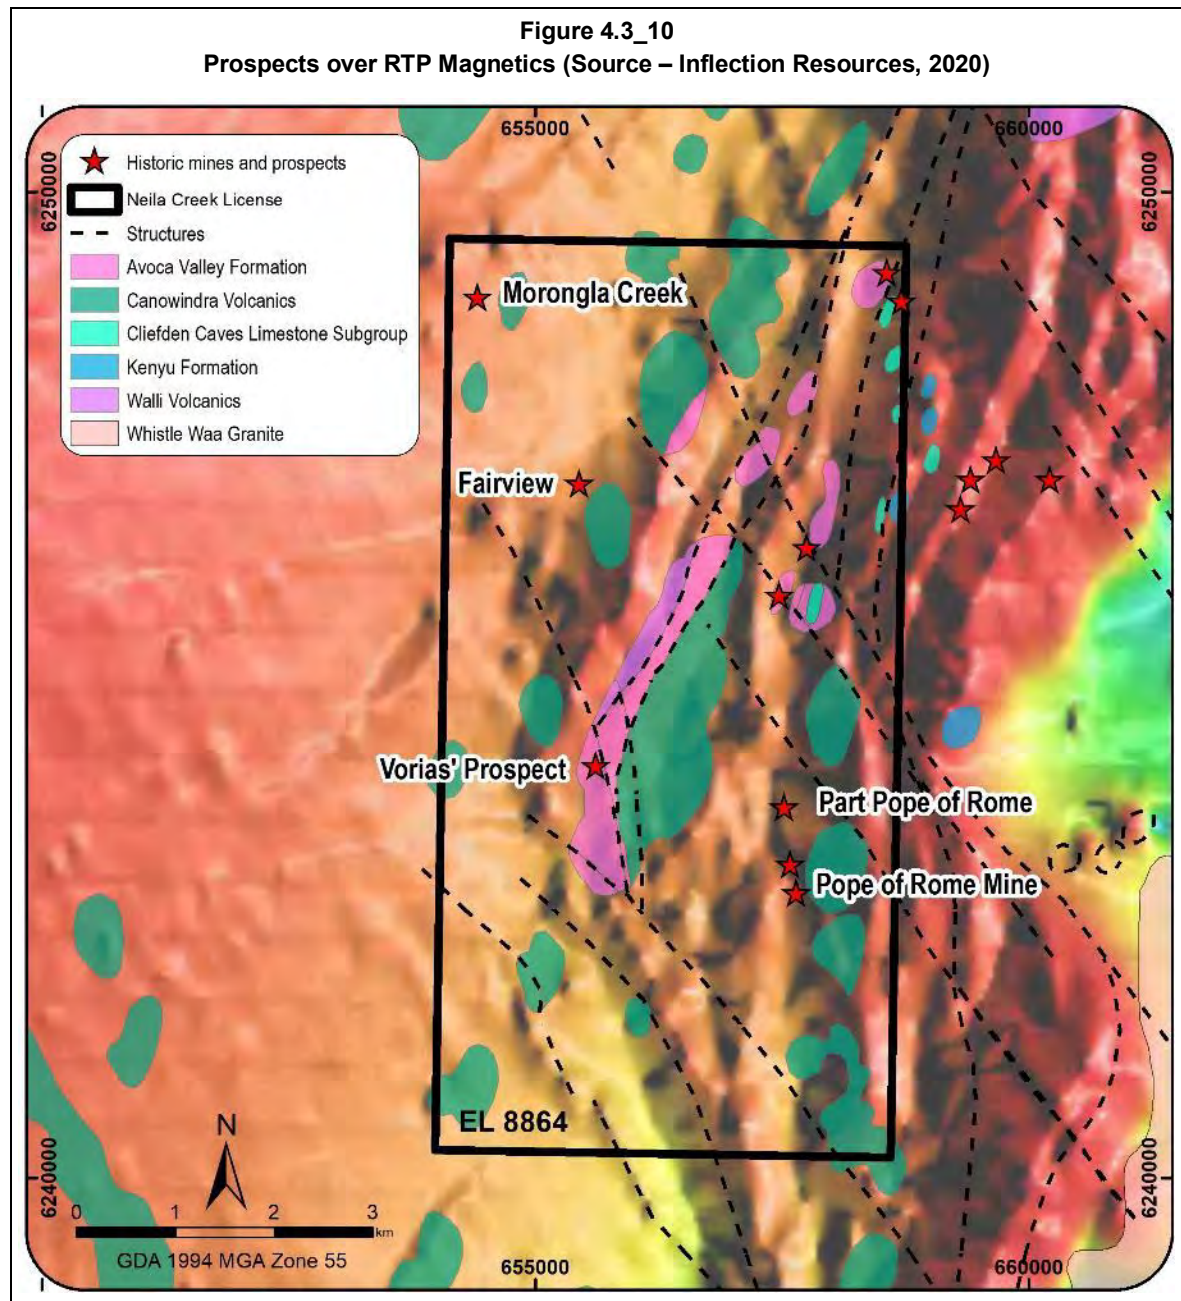 Figure 4.3_10
Prospects over RTP Magnetics (Source – Inflection Resources, 2020)
655000
660000
6250000
6250000
Historic mines and prospects
Neila Creek License
Structures
Avoca Valley Formation
Canowindra Volcanics
Cliefden Caves Limestone Subgroup
Kenyu Formation
Walli Volcanics
Whistle Waa Granite
Morongla Creek
Fairview
Vorias' Prospect
Part Pope of Rome
Pope of Rome Mine
EL 8864
N
6240000
6240000
0 1 2 3
km
GDA 1994 MGA Zone 55
655000
660000